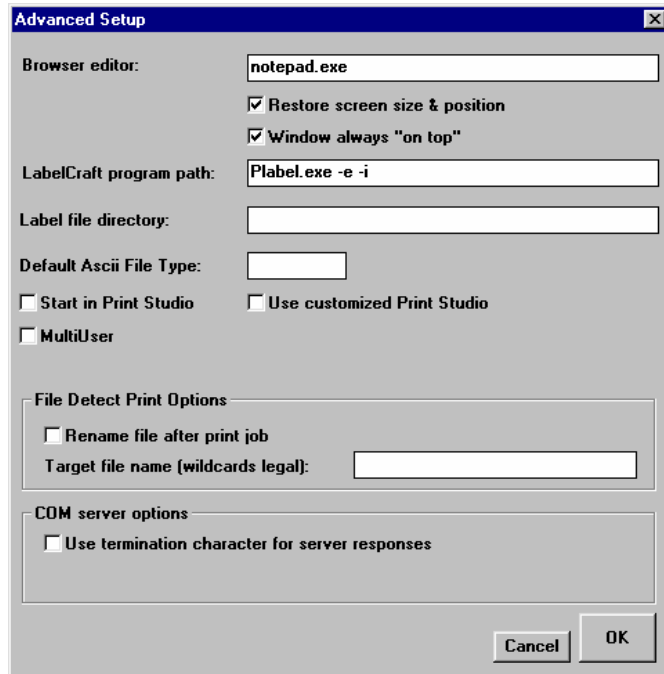 Advanced Setup
Browser editor: notepad.exe
Restore screen size & position
Window always "on top"
LabelCraft program path: Plabel.exe -e -i
Label file directory:
Default Ascii File Type:
Start in Print Studio Use customized Print Studio
MultiUser
File Detect Print Options
Rename file after print job
Target file name (wildcards legal):
COM server options
Use termination character for server responses
Cancel OK